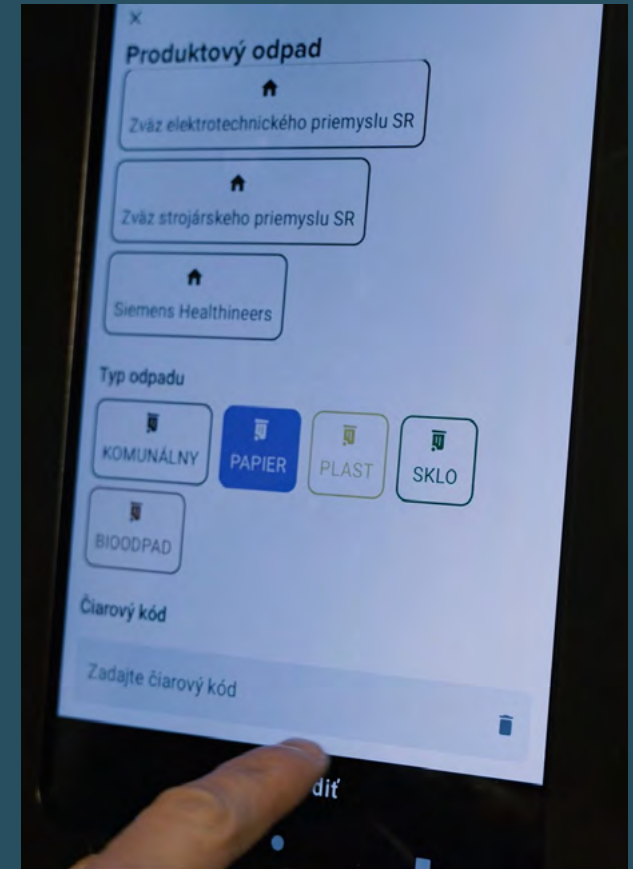 Produktový odpad
Zväz elektrotechnického priemyslu SR
Zväz strojárskeho priemyslu SR
Siemens Healthineers
Typ odpadu
KOMUNÁLNY
PAPIER
PLAST
SKLO
BIOODPAD
Čiarový kód
Zadajte čiarový kód